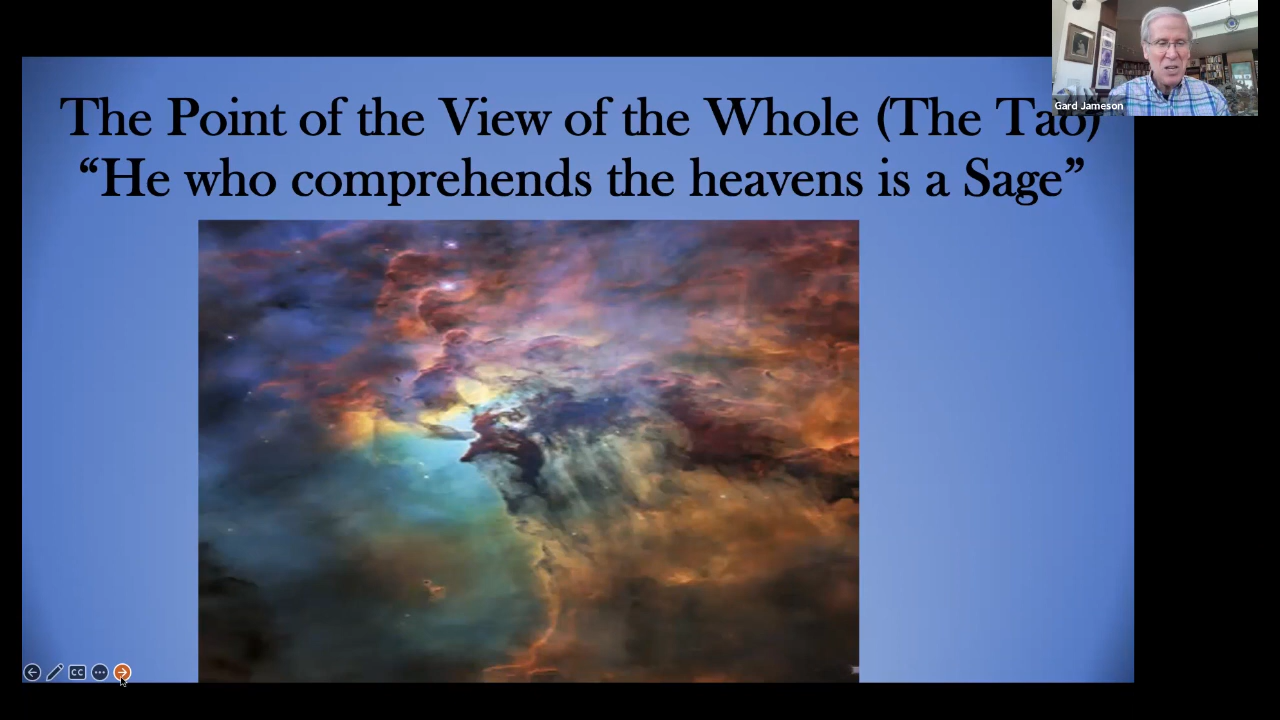 The Point of the View of the Whole (The Tao)
“He who comprehends the heavens is a Sage”
Gard Jameson
CC